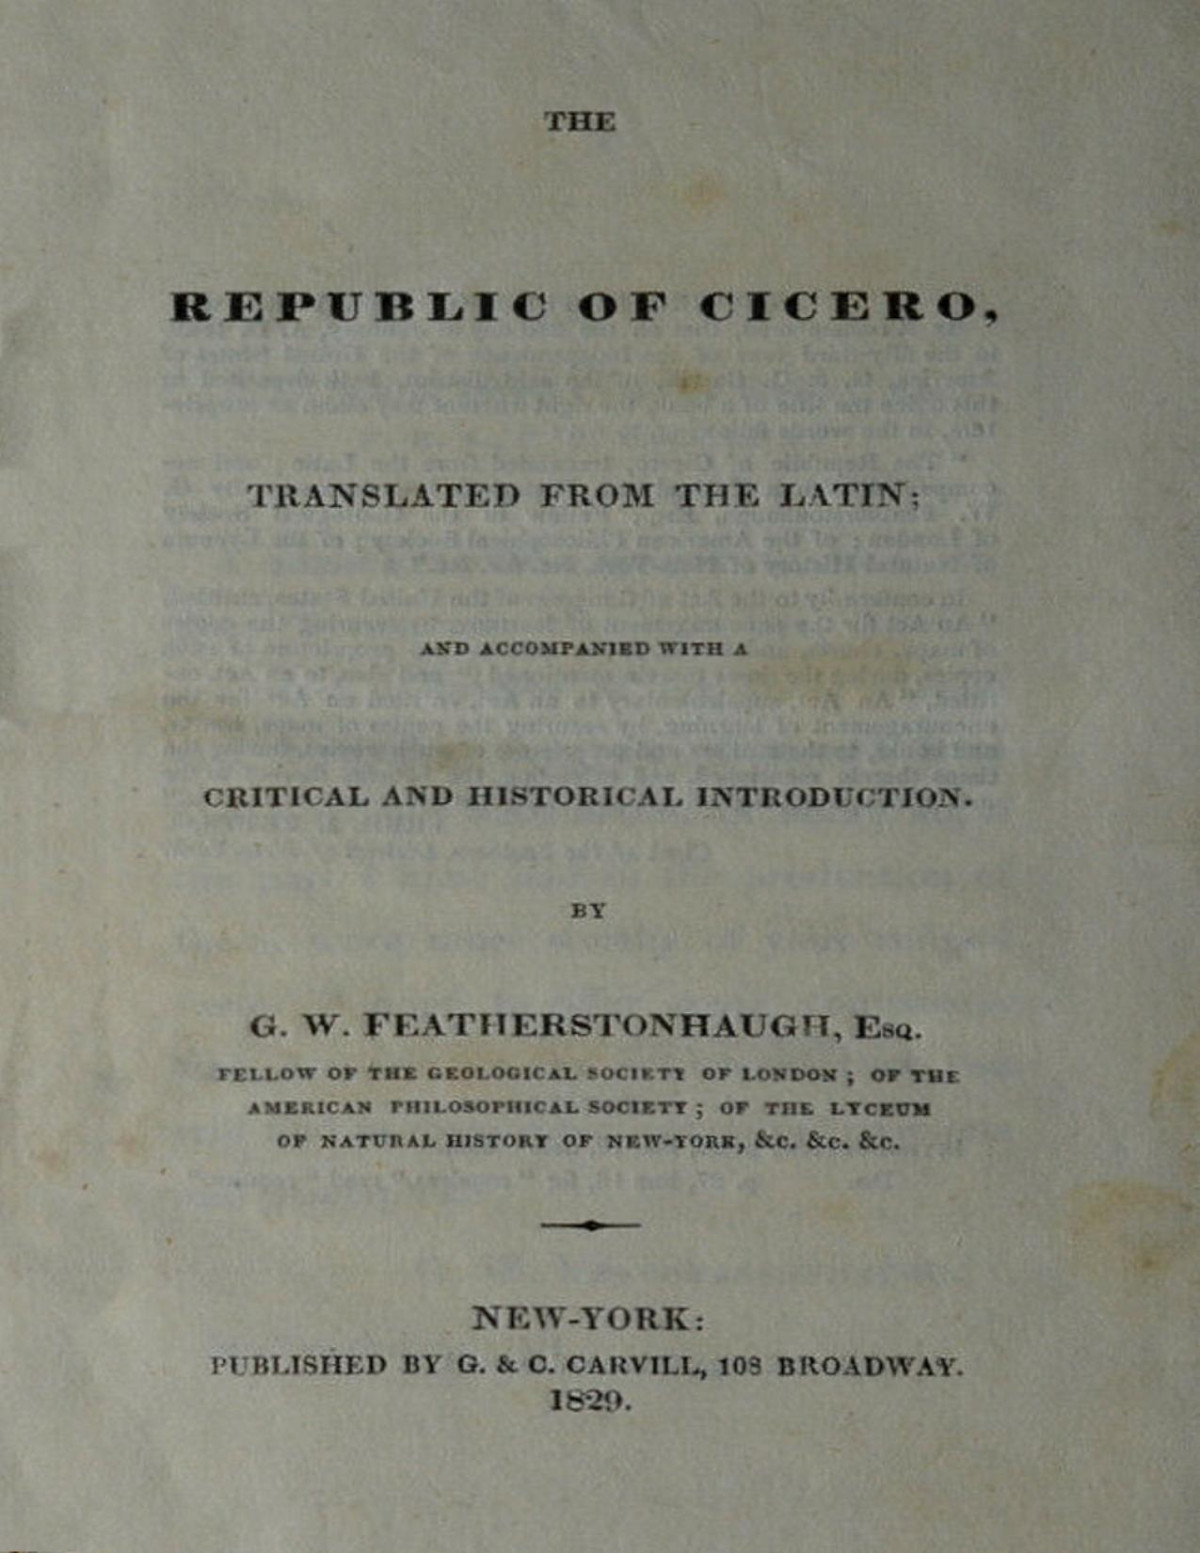 THE
REPUBLIC OF CICERO,
TRANSLATED FROM THE LATIN;
AND ACCOMPANIED WITH A
CRITICAL AND HISTORICAL INTRODUCTION.
BY
G. W. FEATHERSTONHAUGH, Esq.
FELLOW OF THE GEOLOGICAL SOCIETY OF LONDON; OF THE
AMERICAN PHILOSOPHICAL SOCIETY; OF THE LYCEUM
OF NATURAL HISTORY OF NEW-YORK, &c. &c. &c.
NEW-YORK:
PUBLISHED BY G. & C. CARVILL, 108 BROADWAY.
1829.